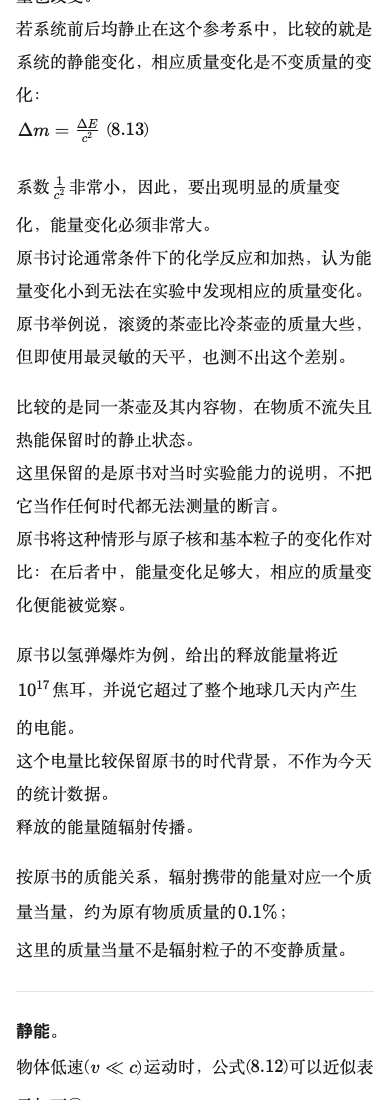 若系统前后均静止在这个参考系中，比较的就是
系统的静能变化，相应质量变化是不变质量的变
化：
Δm = ΔE/c² (8.13)
系数 1/c² 非常小，因此，要出现明显的质量变
化，能量变化必须非常大。
原书讨论通常条件下的化学反应和加热，认为能
量变化小到无法在实验中发现相应的质量变化。
原书举例说，滚烫的茶壶比冷茶壶的质量大些，
但即使用最灵敏的天平，也测不出这个差别。
比较的是同一茶壶及其内容物，在物质不流失且
热能保留时的静止状态。
这里保留的是原书对当时实验能力的说明，不把
它当作任何时代都无法测量的断言。
原书将这种情形与原子核和基本粒子的变化作对
比：在后者中，能量变化足够大，相应的质量变
化便能被觉察。
原书以氢弹爆炸为例，给出的释放能量将近
10¹⁷ 焦耳，并说它超过了整个地球几天内产生
的电能。
这个电量比较保留原书的时代背景，不作为今天
的统计数据。
释放的能量随辐射传播。
按原书的质能关系，辐射携带的能量对应一个质
量当量，约为原有物质质量的0.1%；
这里的质量当量不是辐射粒子的不变静质量。
静能。
物体低速(v ≪ c)运动时，公式(8.12)可以近似表